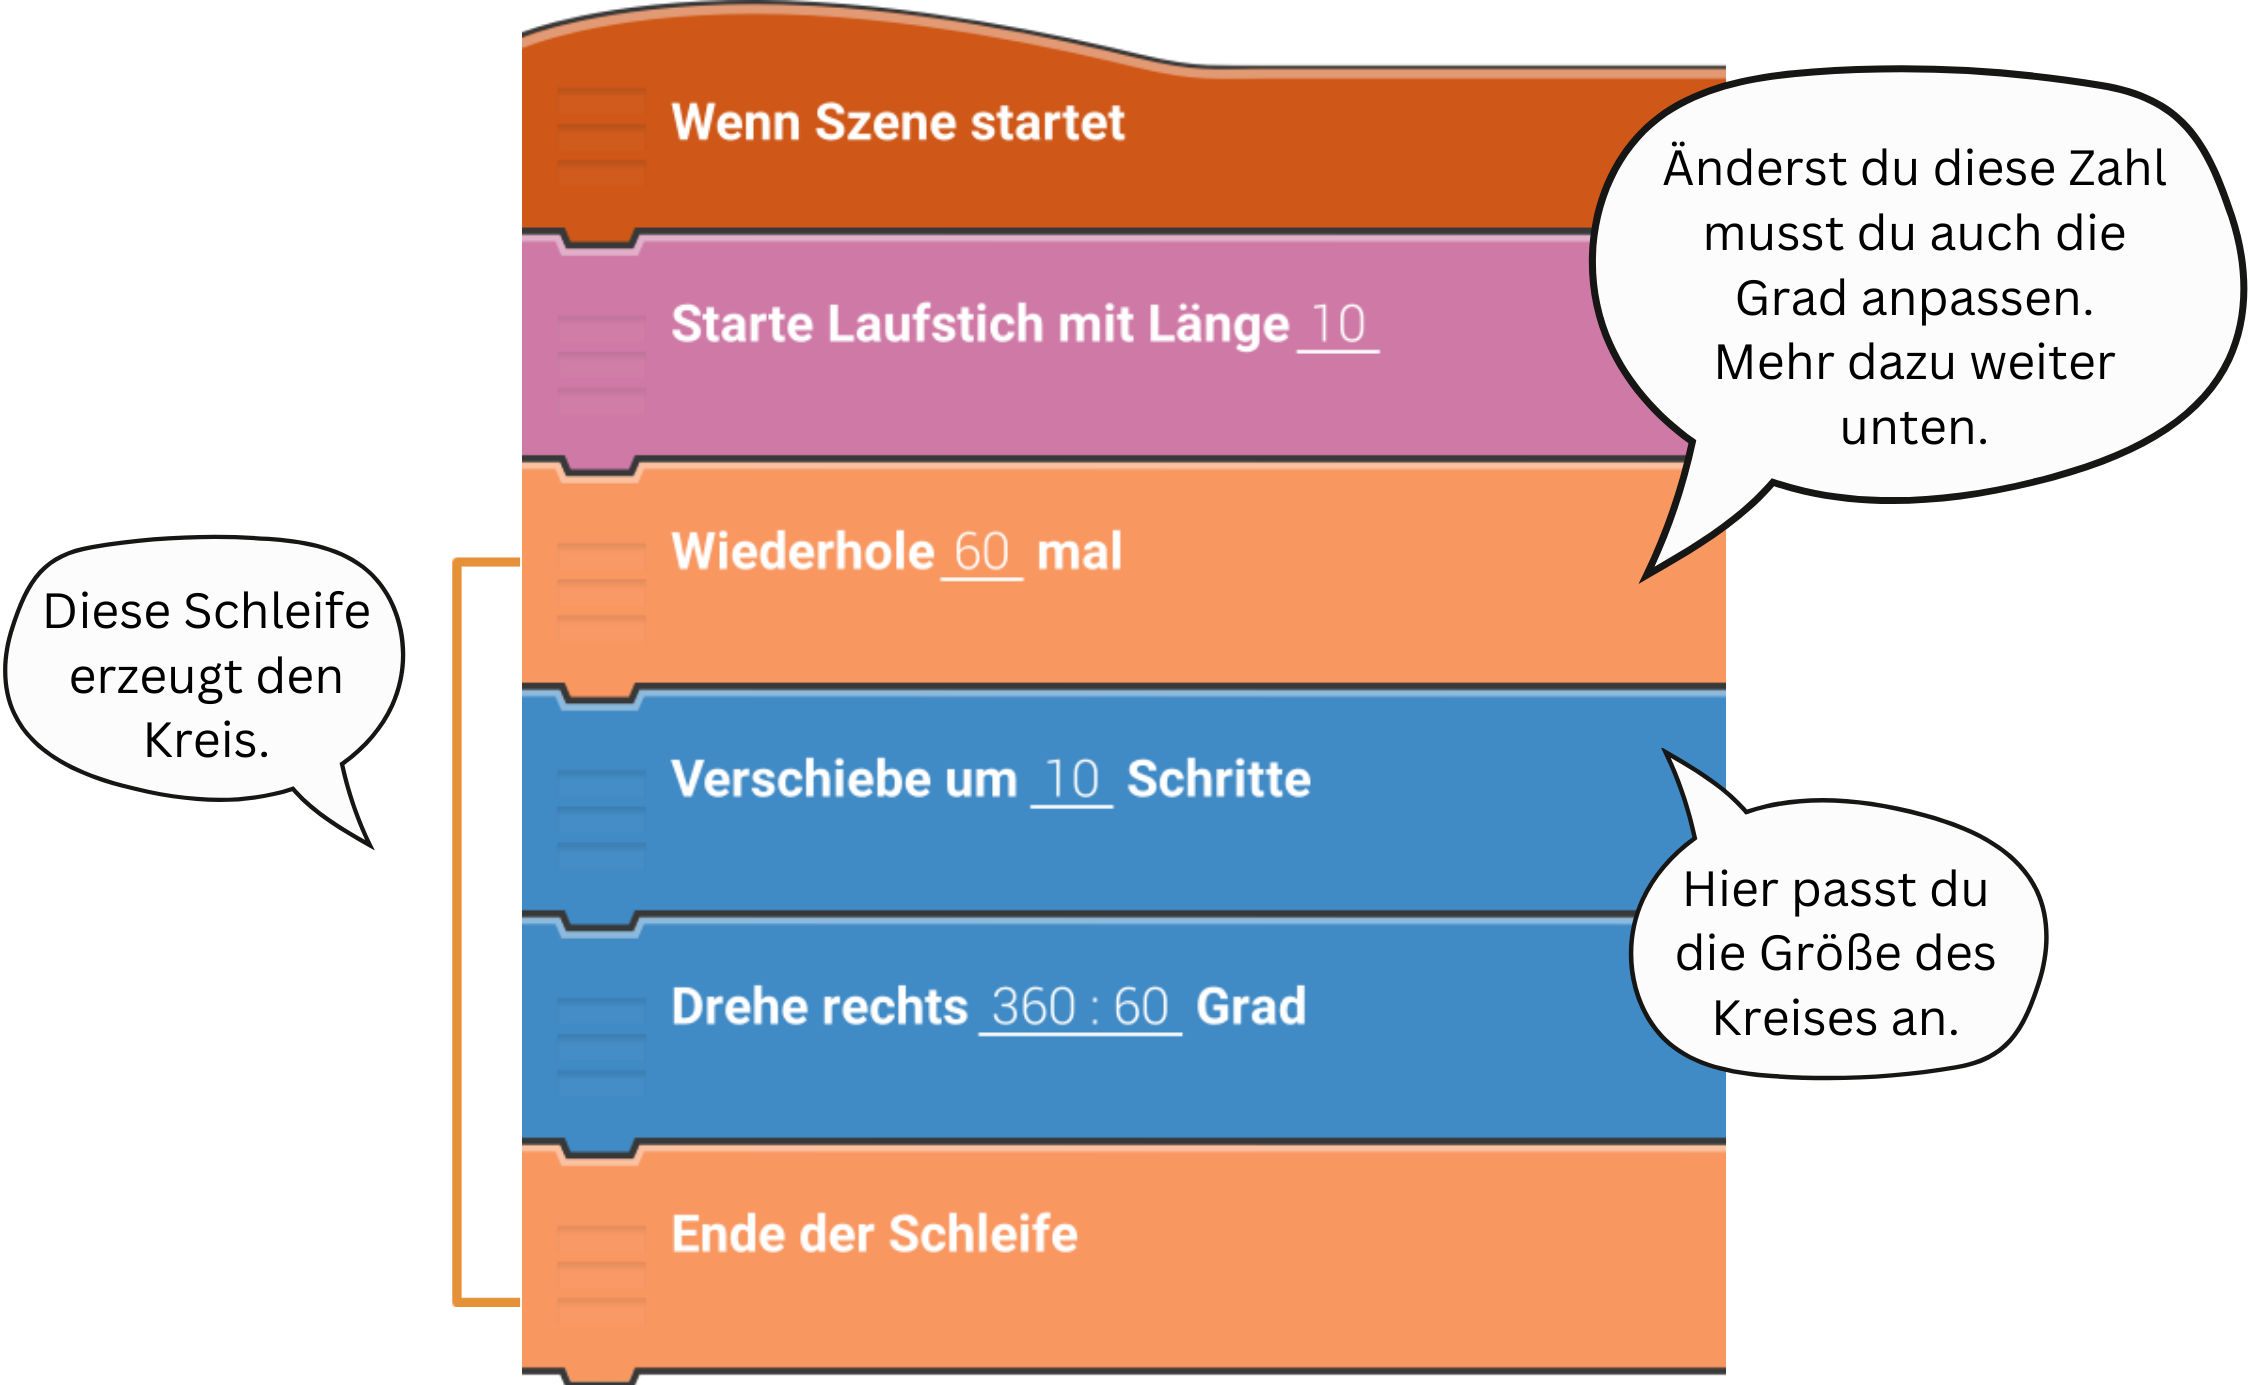 Wenn Szene startet
Starte Laufstich mit Länge 10
Wiederhole 60 mal
Verschiebe um 10 Schritte
Drehe rechts 360 : 60 Grad
Ende der Schleife
Änderst du diese Zahl
musst du auch die
Grad anpassen.
Mehr dazu weiter
unten.
Diese Schleife
erzeugt den
Kreis.
Hier passt du
die Größe des
Kreises an.